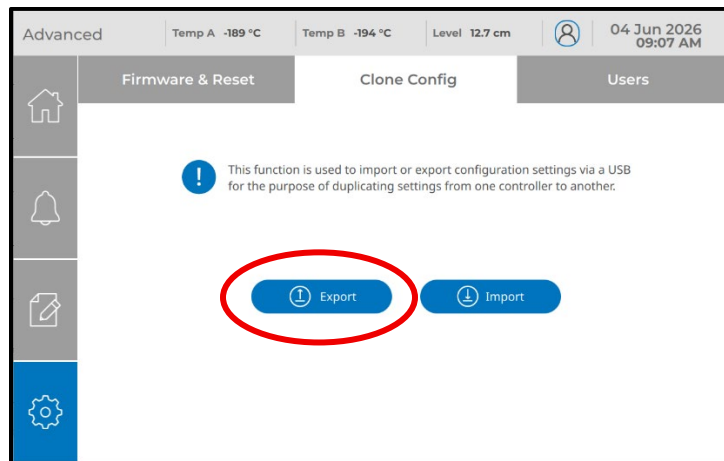 Advanced
Temp A -189 °C
Temp B -194 °C
Level 12.7 cm
04 Jun 2026
09:07 AM
Firmware & Reset
Clone Config
Users
! This function is used to import or export configuration settings via a USB
for the purpose of duplicating settings from one controller to another.
Export
Import